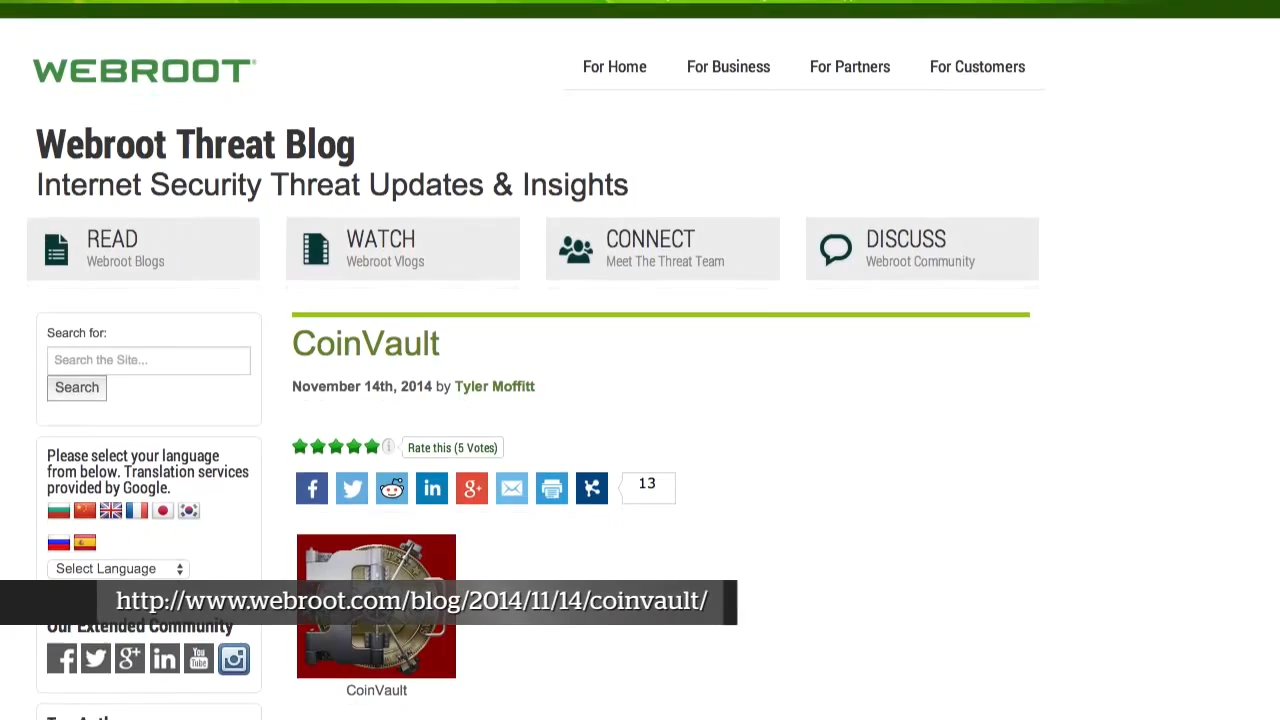 WEBROOT
For Home
For Business
For Partners
For Customers
Webroot Threat Blog
Internet Security Threat Updates & Insights
READ
Webroot Blogs
WATCH
Webroot Vlogs
CONNECT
Meet The Threat Team
DISCUSS
Webroot Community
Search for:
Search the Site...
Search
Please select your language
from below. Translation services
provided by Google.
Select Language
Our Extended Community
CoinVault
November 14th, 2014 by Tyler Moffitt
Rate this (5 Votes)
13
http://www.webroot.com/blog/2014/11/14/coinvault/
CoinVault